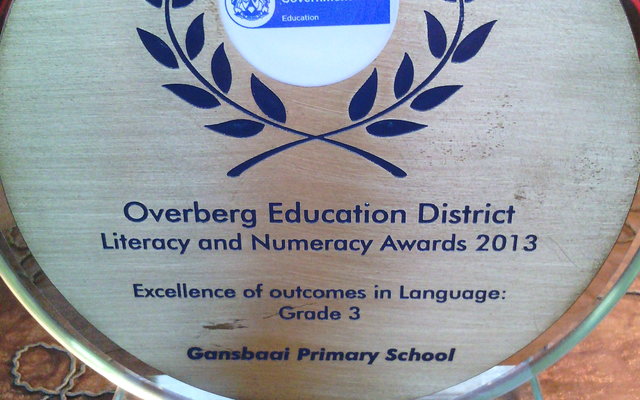 Education
Overberg Education District
Literacy and Numeracy Awards 2013
Excellence of outcomes in Language:
Grade 3
Gansbaai Primary School